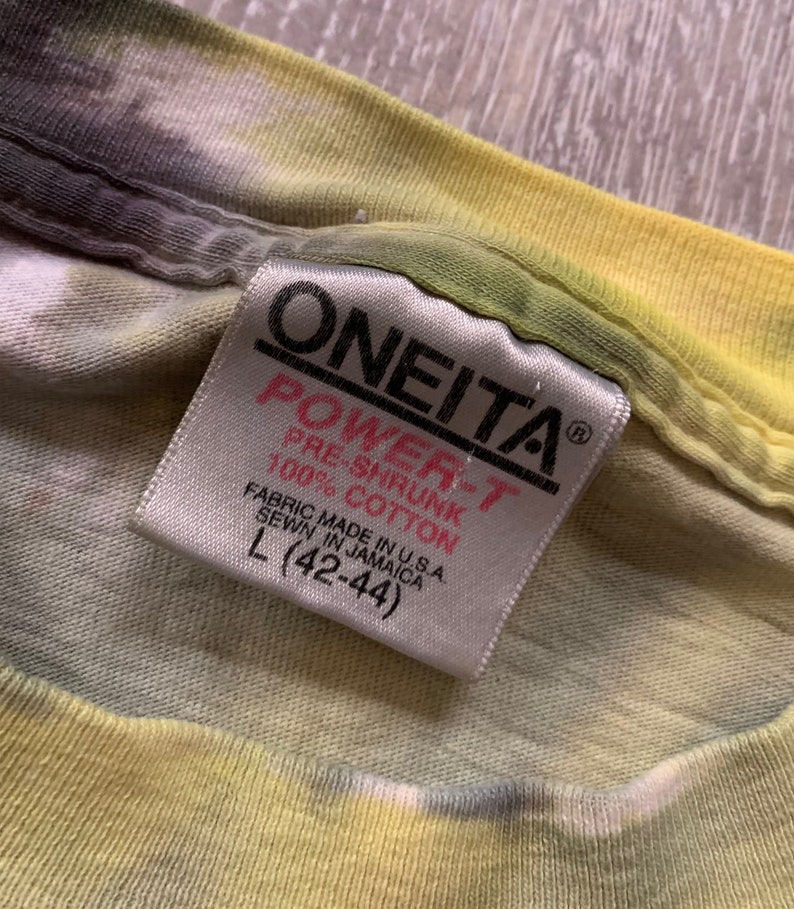 ONEITA®
POWER-T
PRE-SHRUNK
100% COTTON
FABRIC MADE IN U.S.A.
SEWN IN JAMAICA
L (42-44)